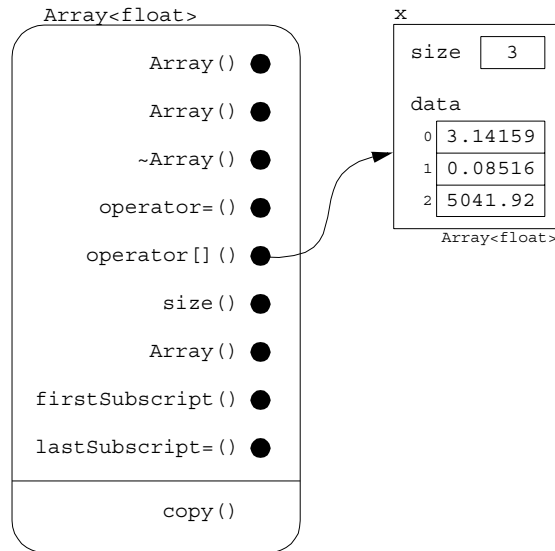 Array<float>
Array()
Array()
~Array()
operator=()
operator[]()
size()
Array()
firstSubscript()
lastSubscript=()
copy()
x
size 3
data
0 3.14159
1 0.08516
2 5041.92
Array<float>